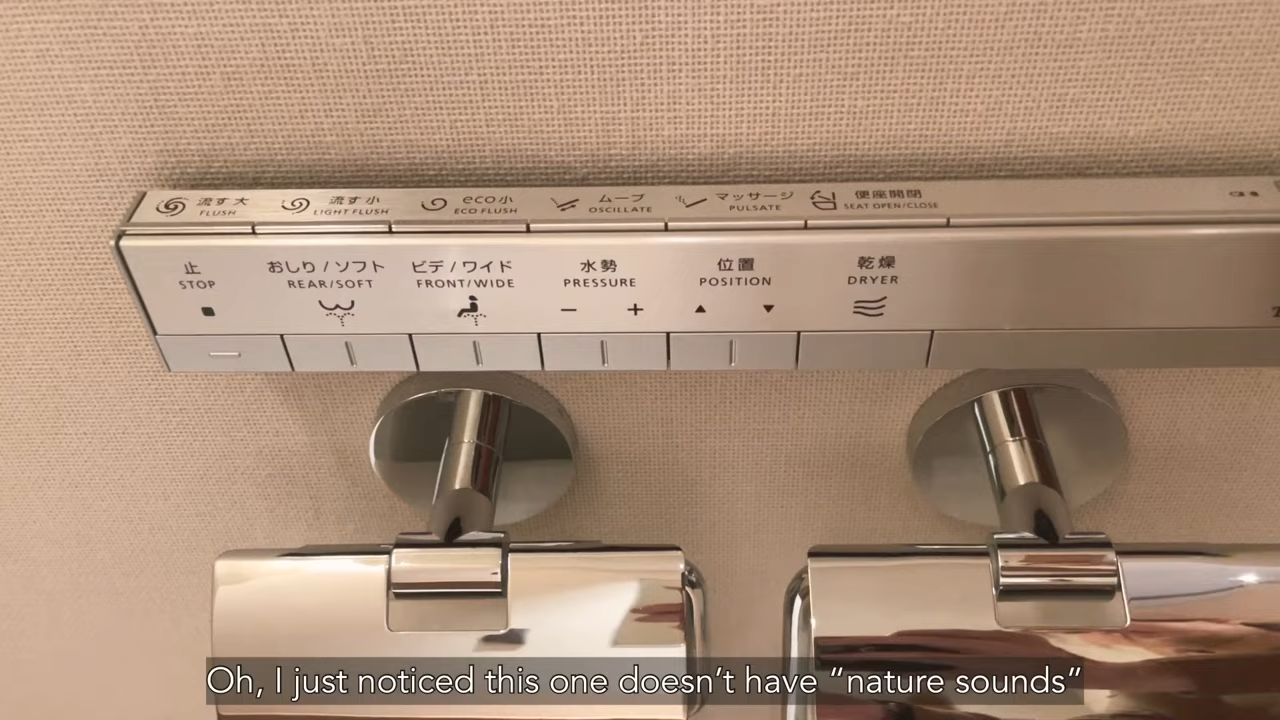 流す大 流す小 eco小 ムーブ マッサージ 便座開閉
FLUSH LIGHT FLUSH ECO FLUSH OSCILLATE PULSATE SEAT OPEN/CLOSE
止 おしり/ソフト ビデ/ワイド 水勢 位置 乾燥
STOP REAR/SOFT FRONT/WIDE PRESSURE POSITION DRYER
− + ▲ ▼
Oh, I just noticed this one doesn't have “nature sounds”